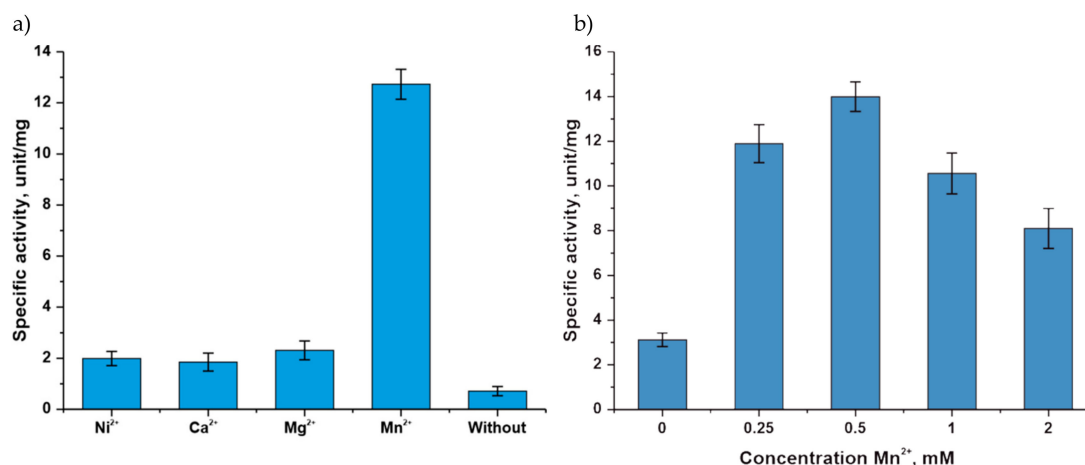 a)
Specific activity, unit/mg
14
12
10
8
6
4
2
0
Ni²⁺ Ca²⁺ Mg²⁺ Mn²⁺ Without
b)
Specific activity, unit/mg
16
14
12
10
8
6
4
2
0
0 0.25 0.5 1 2
Concentration Mn²⁺, mM